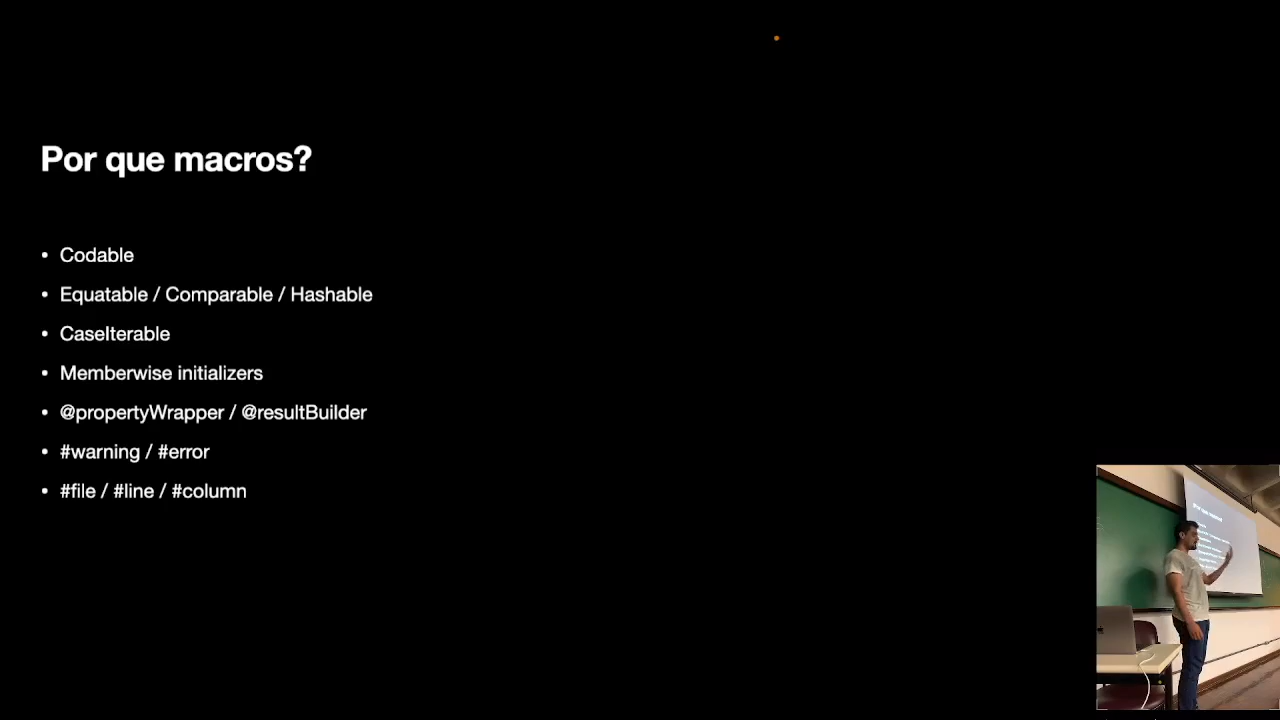 Por que macros?
• Codable
• Equatable / Comparable / Hashable
• CaseIterable
• Memberwise initializers
• @propertyWrapper / @resultBuilder
• #warning / #error
• #file / #line / #column